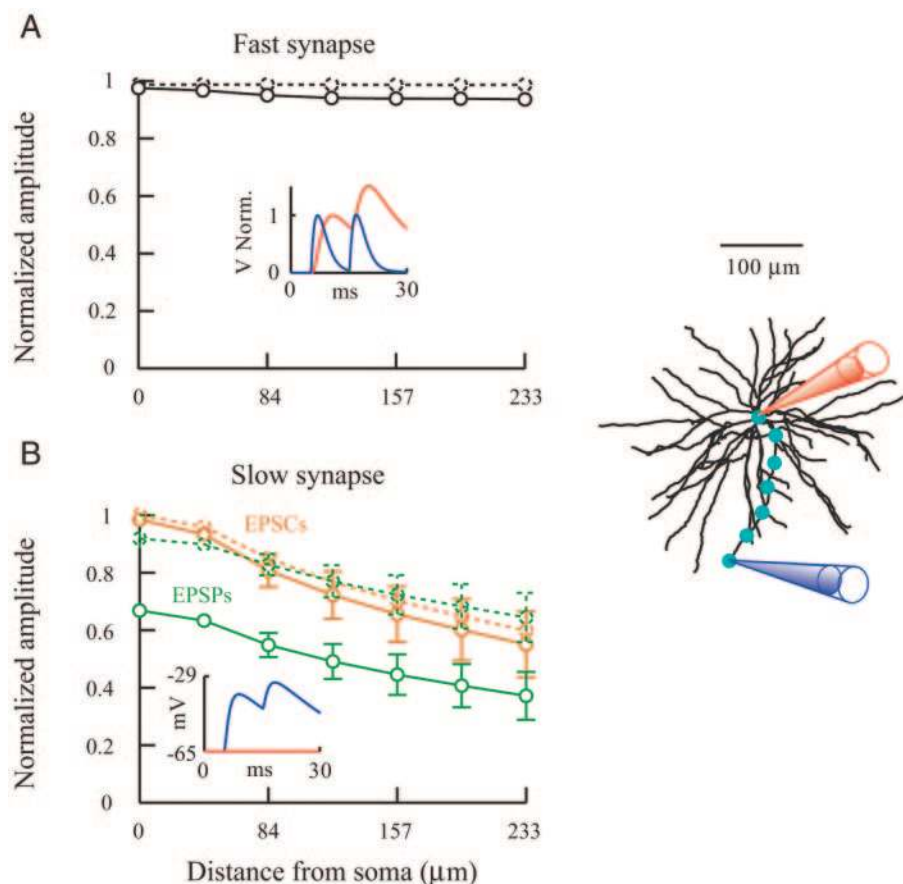 A
Fast synapse
Normalized amplitude
1
0.8
0.6
0.4
0.2
0
0
84
157
233
V Norm.
1
0
0
ms
30
100 μm
B
Slow synapse
Normalized amplitude
1
0.8
0.6
0.4
0.2
0
EPSCs
EPSPs
-29
mV
-65
0
ms
30
0
84
157
233
Distance from soma (μm)